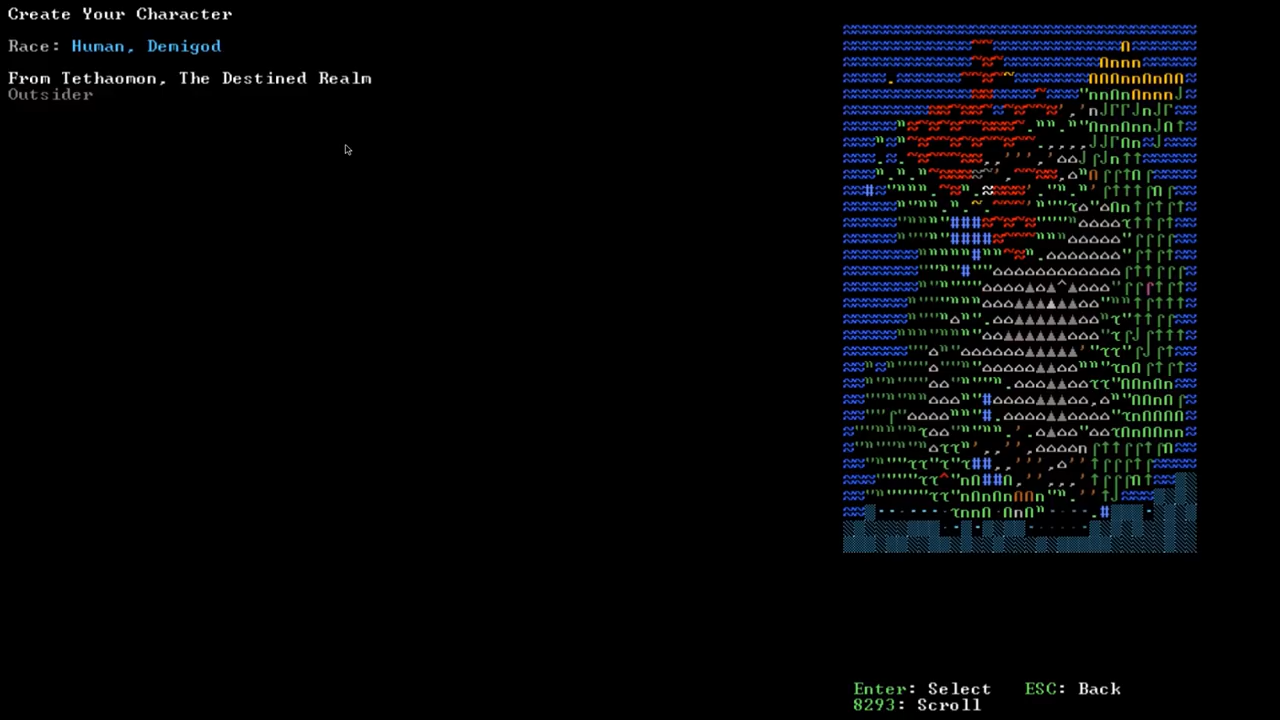 Create Your Character
Race: Human, Demigod
From Tethaomon, The Destined Realm
Outsider
Enter: Select ESC: Back
8293: Scroll